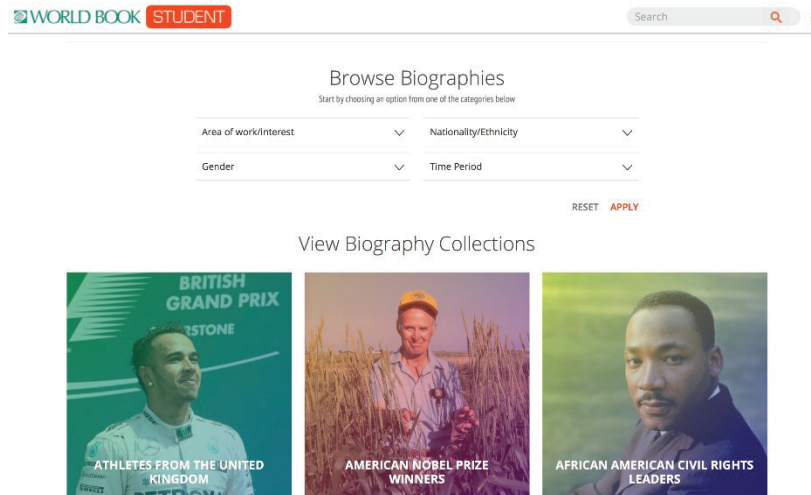 WORLD BOOK STUDENT
Search
Browse Biographies
Start by choosing an option from one of the categories below
Area of work/interest
Nationality/Ethnicity
Gender
Time Period
RESET APPLY
View Biography Collections
BRITISH
GRAND PRIX
ATHLETES FROM THE UNITED
KINGDOM
AMERICAN NOBEL PRIZE
WINNERS
AFRICAN AMERICAN CIVIL RIGHTS
LEADERS